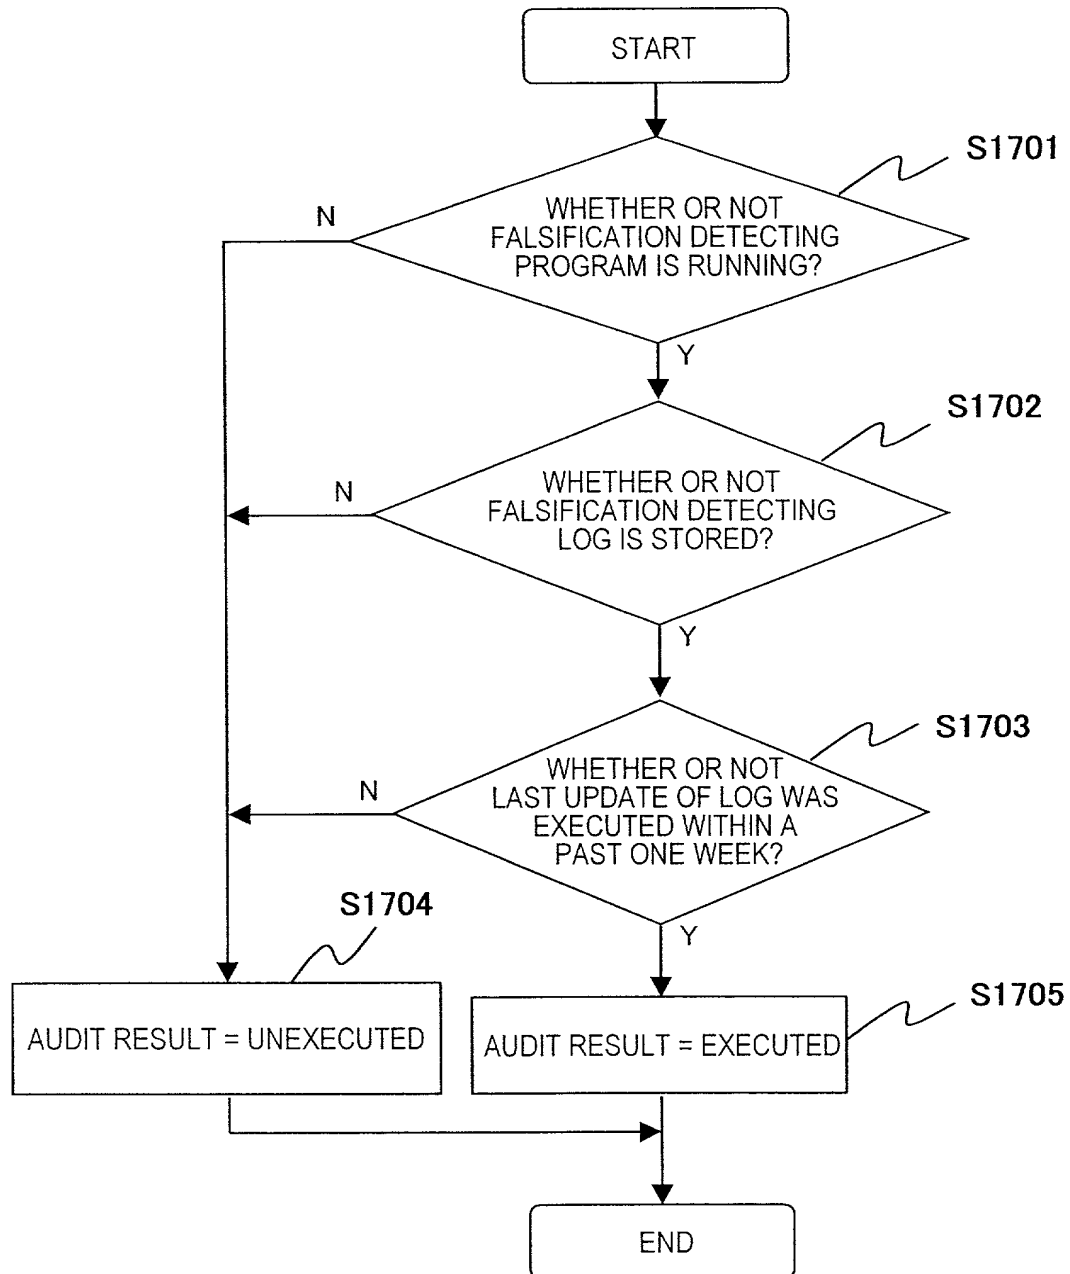 START
S1701
N
WHETHER OR NOT
FALSIFICATION DETECTING
PROGRAM IS RUNNING?
Y
S1702
N
WHETHER OR NOT
FALSIFICATION DETECTING
LOG IS STORED?
Y
S1703
N
WHETHER OR NOT
LAST UPDATE OF LOG WAS
EXECUTED WITHIN A
PAST ONE WEEK?
Y
S1704
S1705
AUDIT RESULT = UNEXECUTED
AUDIT RESULT = EXECUTED
END